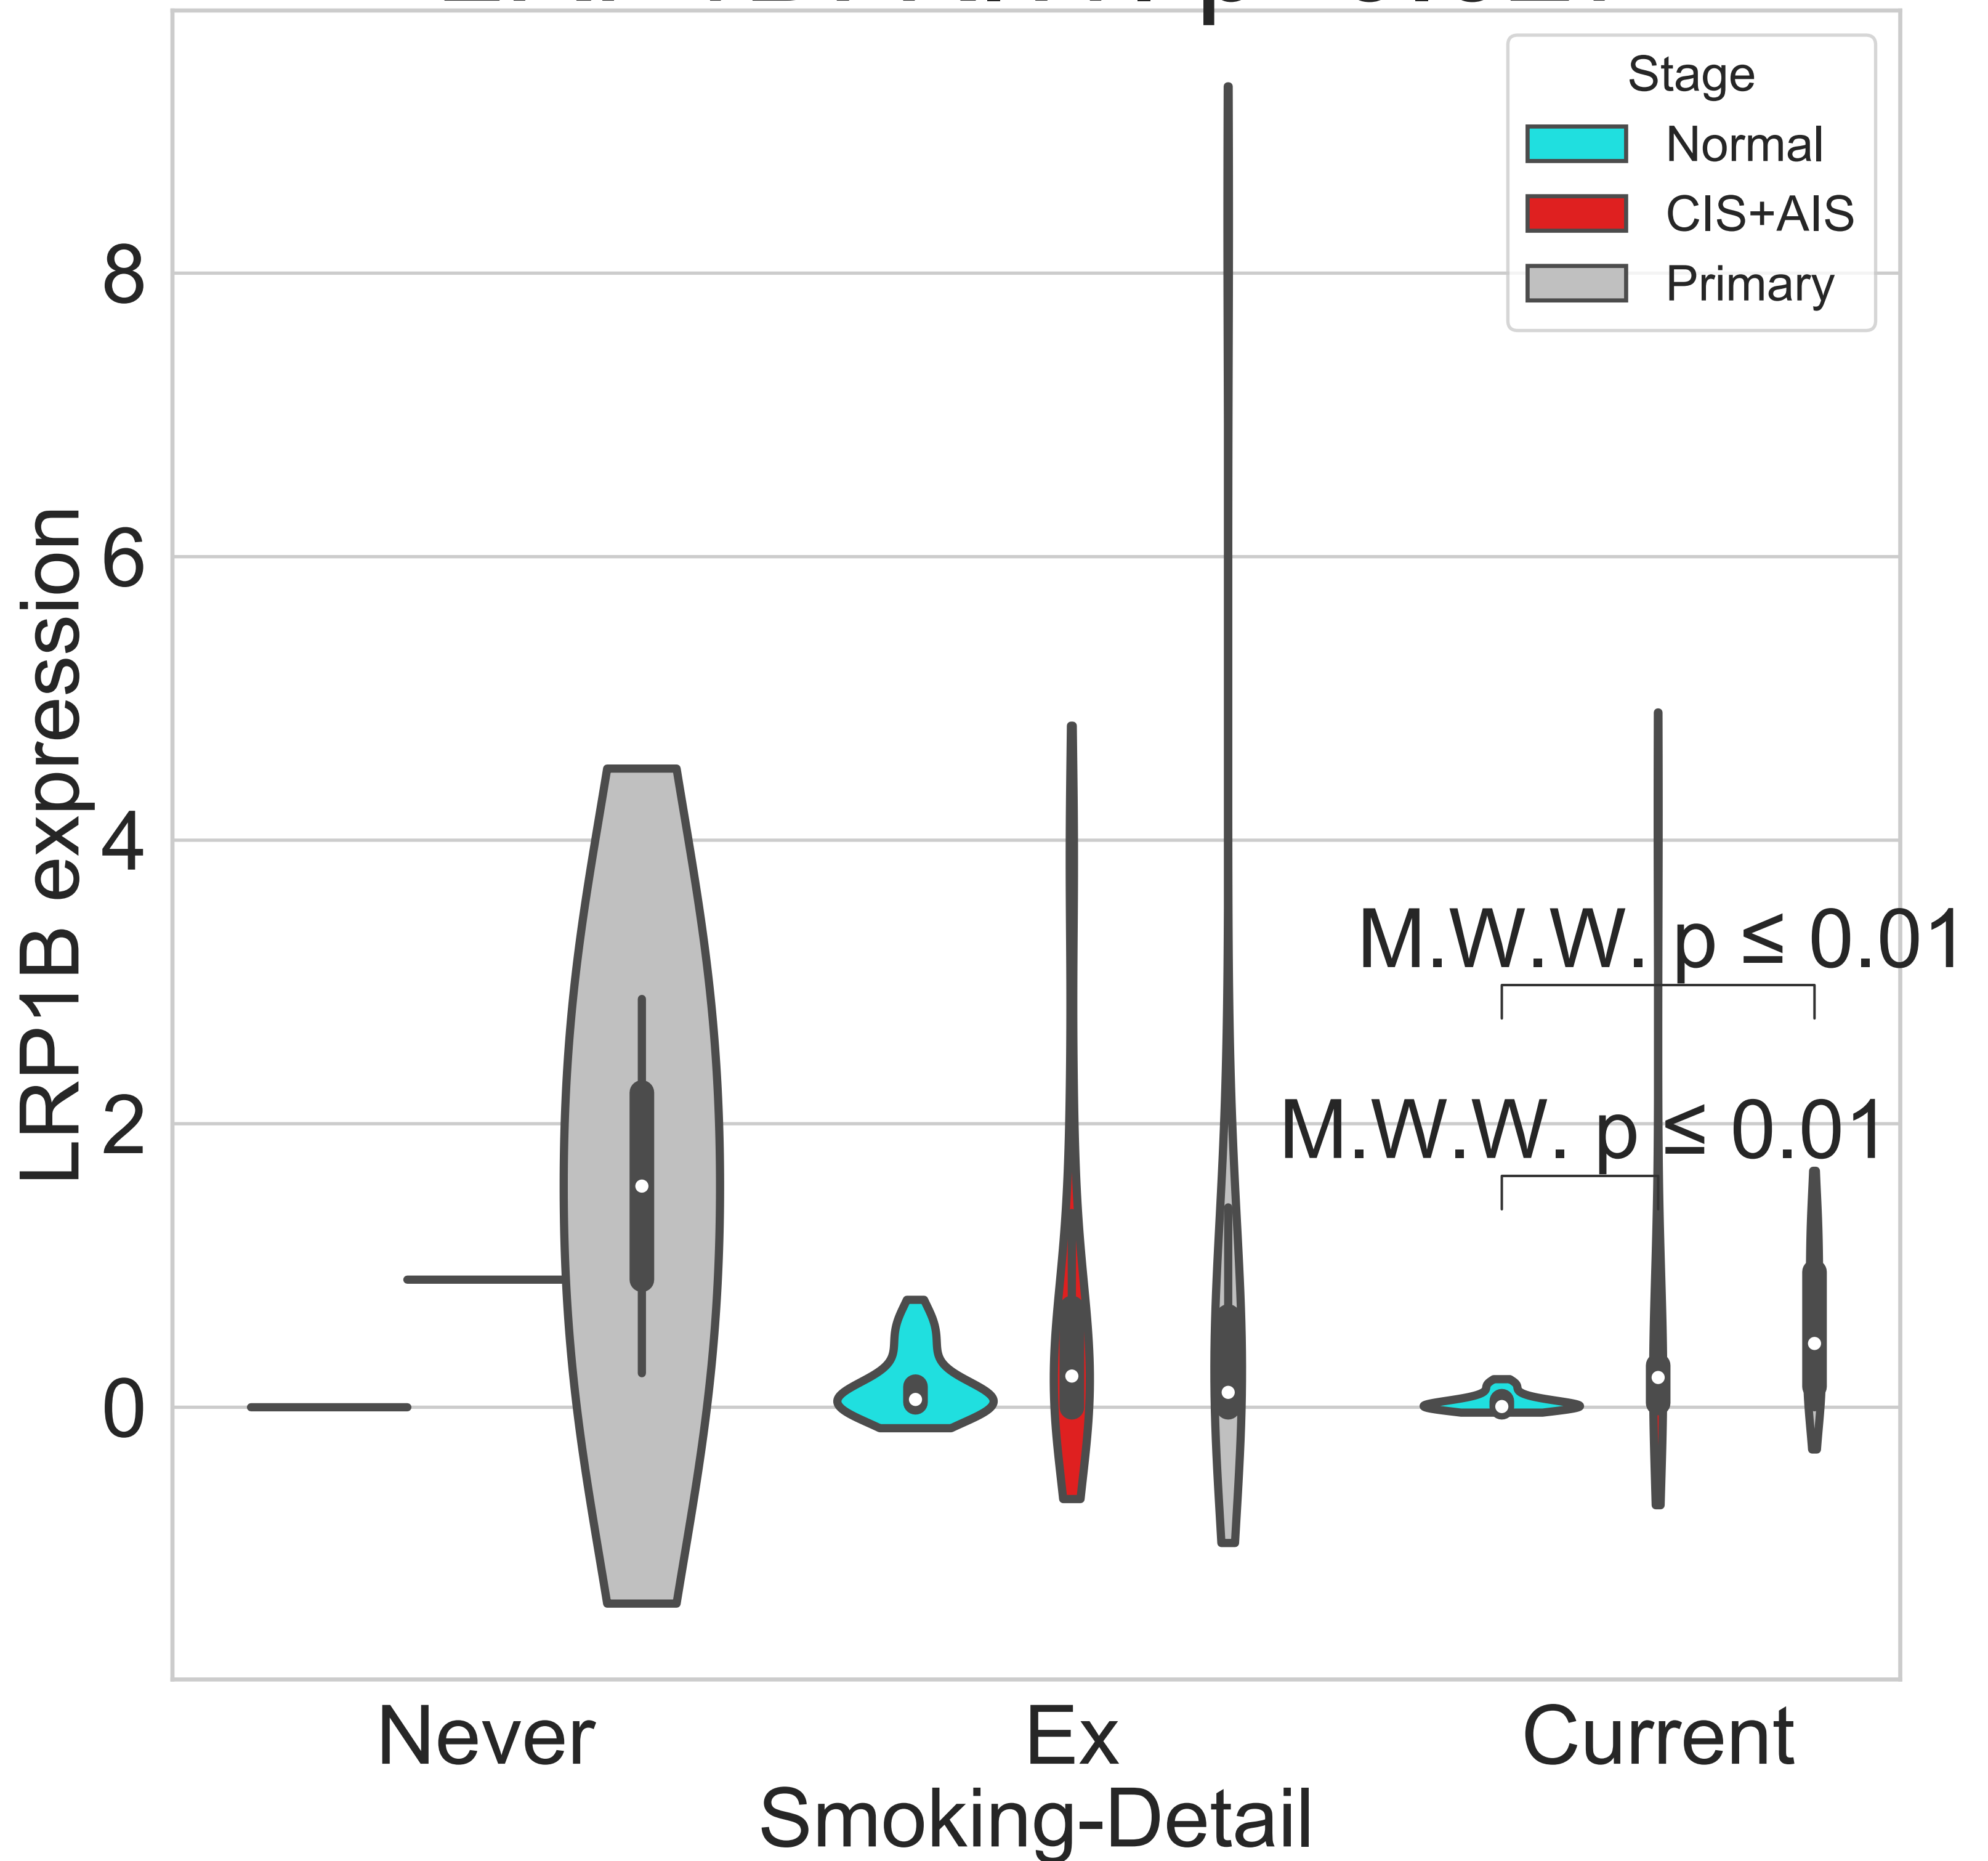 Stage
Normal
CIS+AIS
Primary
8
6
4
2
0
LRP1B expression
M.W.W. p ≤ 0.01
M.W.W. p ≤ 0.01
Never
Ex
Current
Smoking-Detail